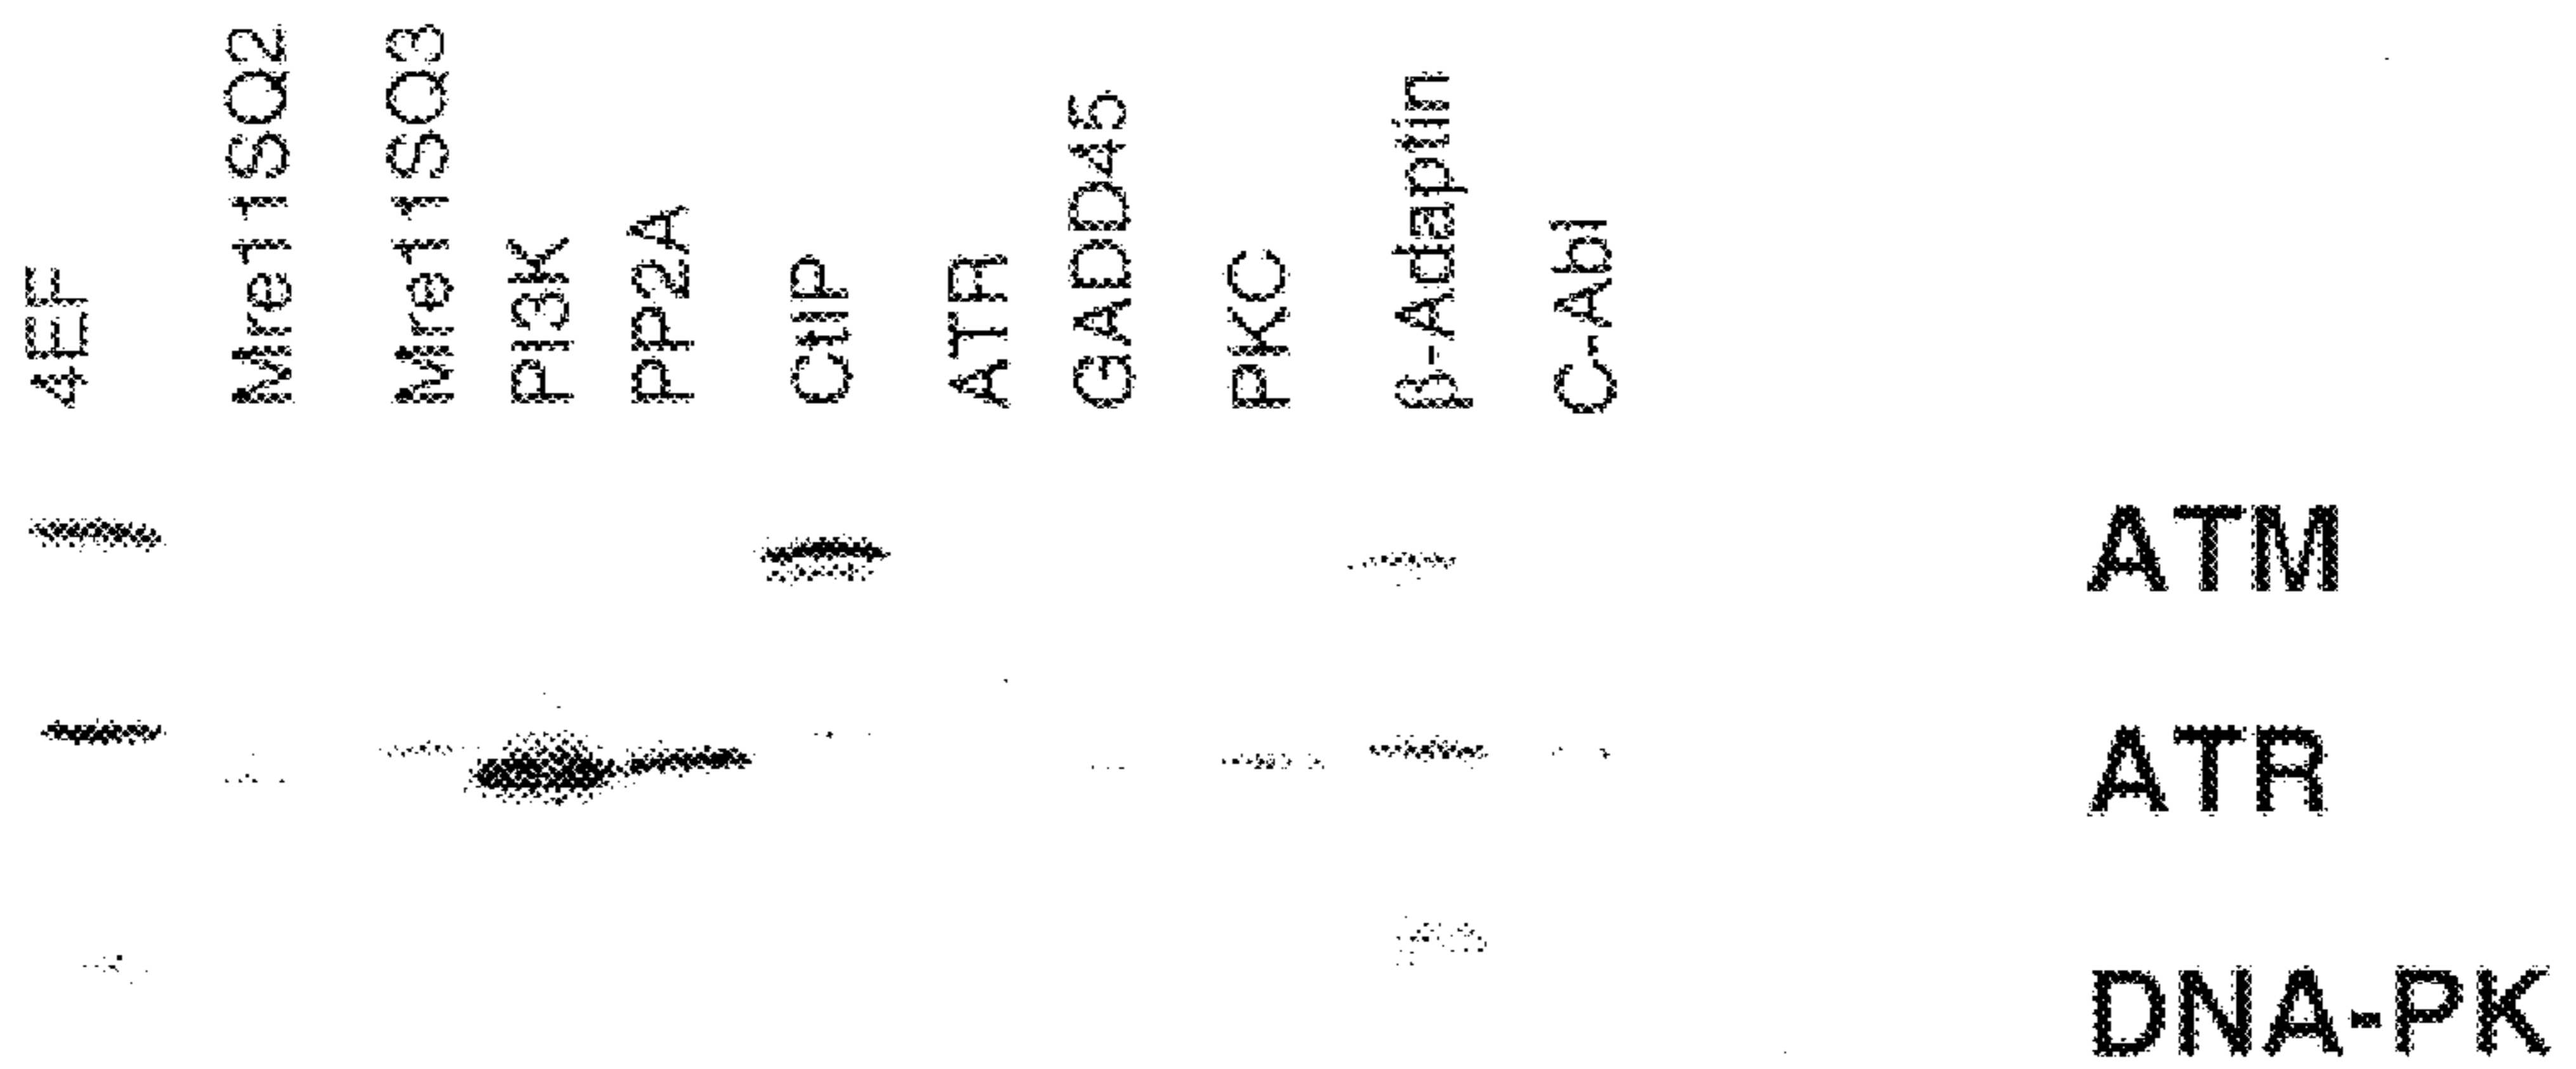 4EF
Mre11SQ2
Mre11SQ3
PI3K
PP2A
CtIP
ATR
GADD45
PKC
β-Adaptin
C-Abl
ATM
ATR
DNA-PK